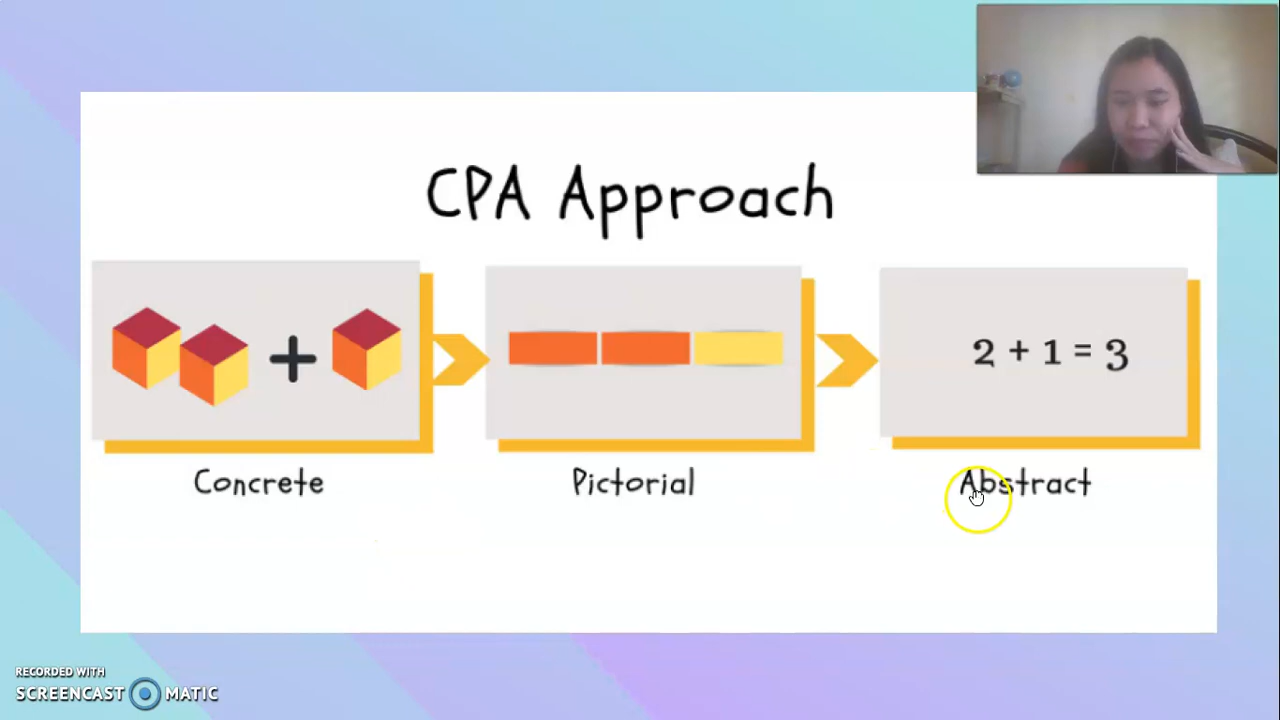 CPA Approach
+
2 + 1 = 3
Concrete
Pictorial
Abstract
RECORDED WITH
SCREENCAST MATIC